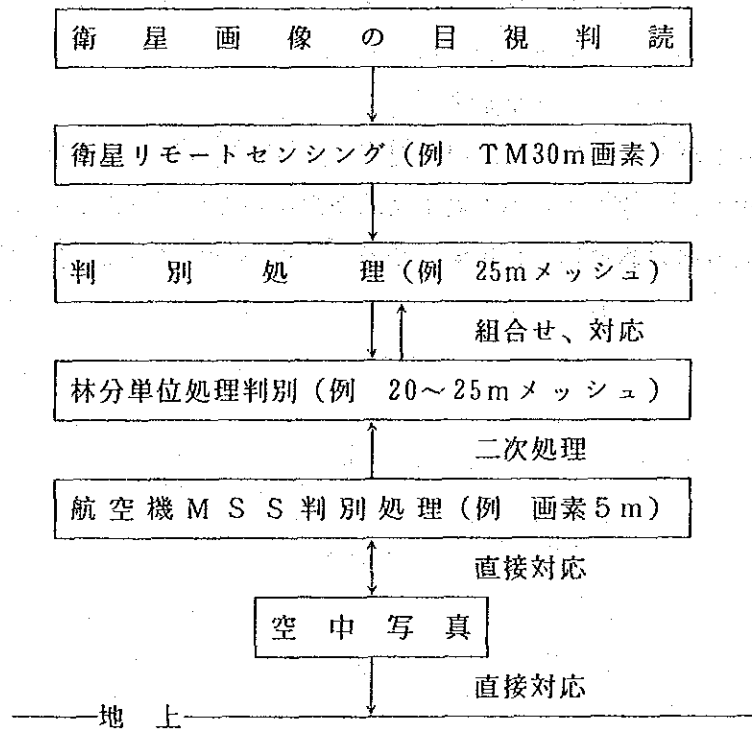 衛星画像の目視判読
衛星リモートセンシング(例 TM30m画素)
判別処理(例 25mメッシュ)
組合せ、対応
林分単位処理判別(例 20～25mメッシュ)
二次処理
航空機MSS判別処理(例 画素5m)
直接対応
空中写真
直接対応
地上